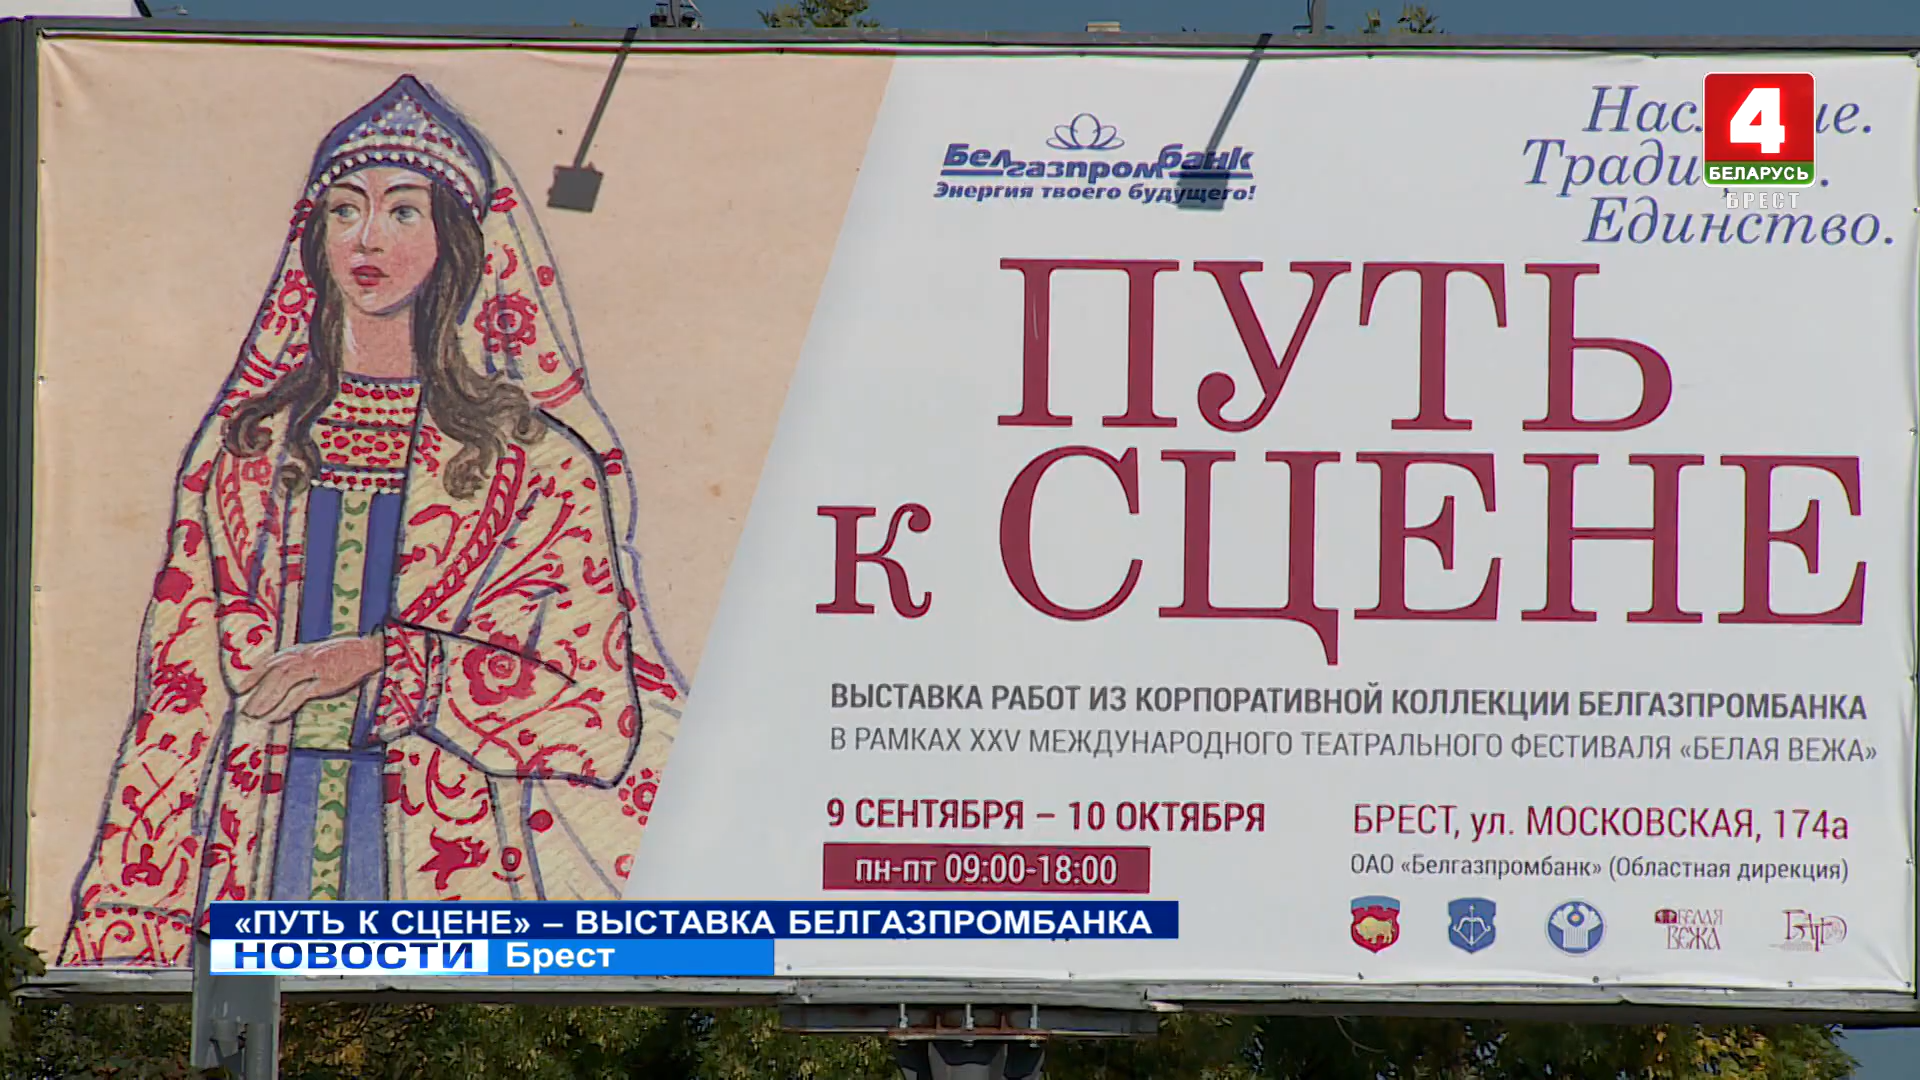 Белгазпромбанк
Энергия твоего будущего!
Единство.
4
БЕЛАРУСЬ
БРЕСТ
ПУТЬ
К СЦЕНЕ
ВЫСТАВКА РАБОТ ИЗ КОРПОРАТИВНОЙ КОЛЛЕКЦИИ БЕЛГАЗПРОМБАНКА
В РАМКАХ XXV МЕЖДУНАРОДНОГО ТЕАТРАЛЬНОГО ФЕСТИВАЛЯ «БЕЛАЯ ВЕЖА»
9 СЕНТЯБРЯ – 10 ОКТЯБРЯ
пн-пт 09:00-18:00
БРЕСТ, ул. МОСКОВСКАЯ, 174а
ОАО «Белгазпромбанк» (Областная дирекция)
БЕЛАЯ
ВЕЖА
«ПУТЬ К СЦЕНЕ» – ВЫСТАВКА БЕЛГАЗПРОМБАНКА
НОВОСТИ Брест